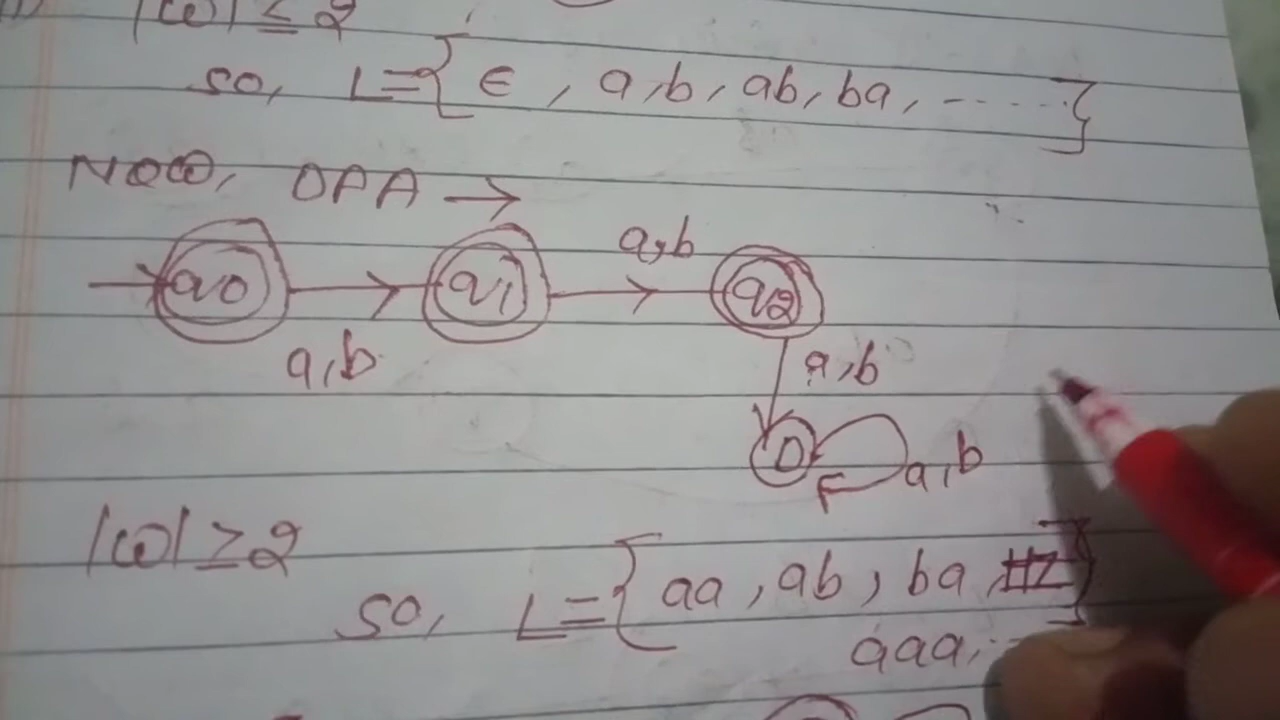 |ω| ≤ 2
so, L={ ∈ , a,b, ab, ba, ----- }
Now, DFA →
a,b
q0 q1 q2
a,b
a,b
D
a,b
|ω| ≥ 2
so, L={ aa , ab , ba , }
aaa,